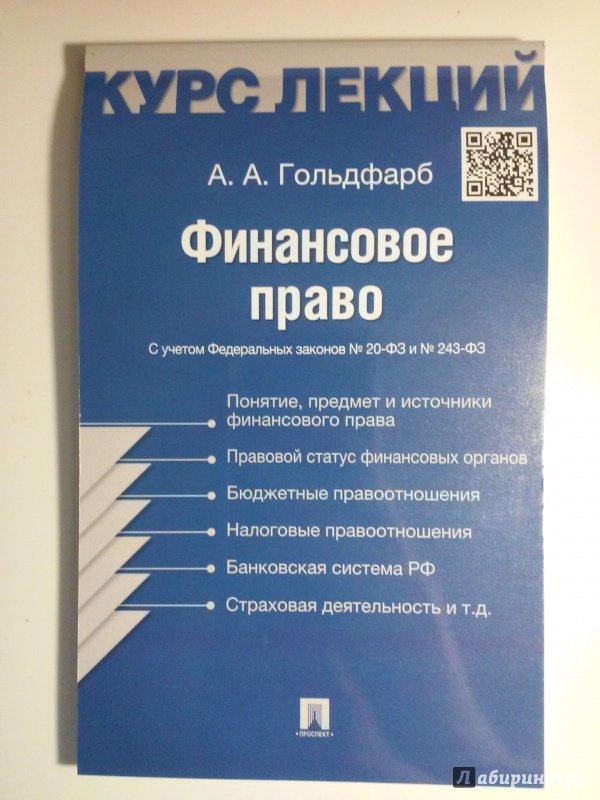 КУРС ЛЕКЦИЙ
А. А. Гольдфарб
Финансовое
право
С учетом Федеральных законов № 20-ФЗ и № 243-ФЗ
Понятие, предмет и источники
финансового права
Правовой статус финансовых органов
Бюджетные правоотношения
Налоговые правоотношения
Банковская система РФ
Страховая деятельность и т.д.
•ПРОСПЕКТ•
Лабиринт.ру